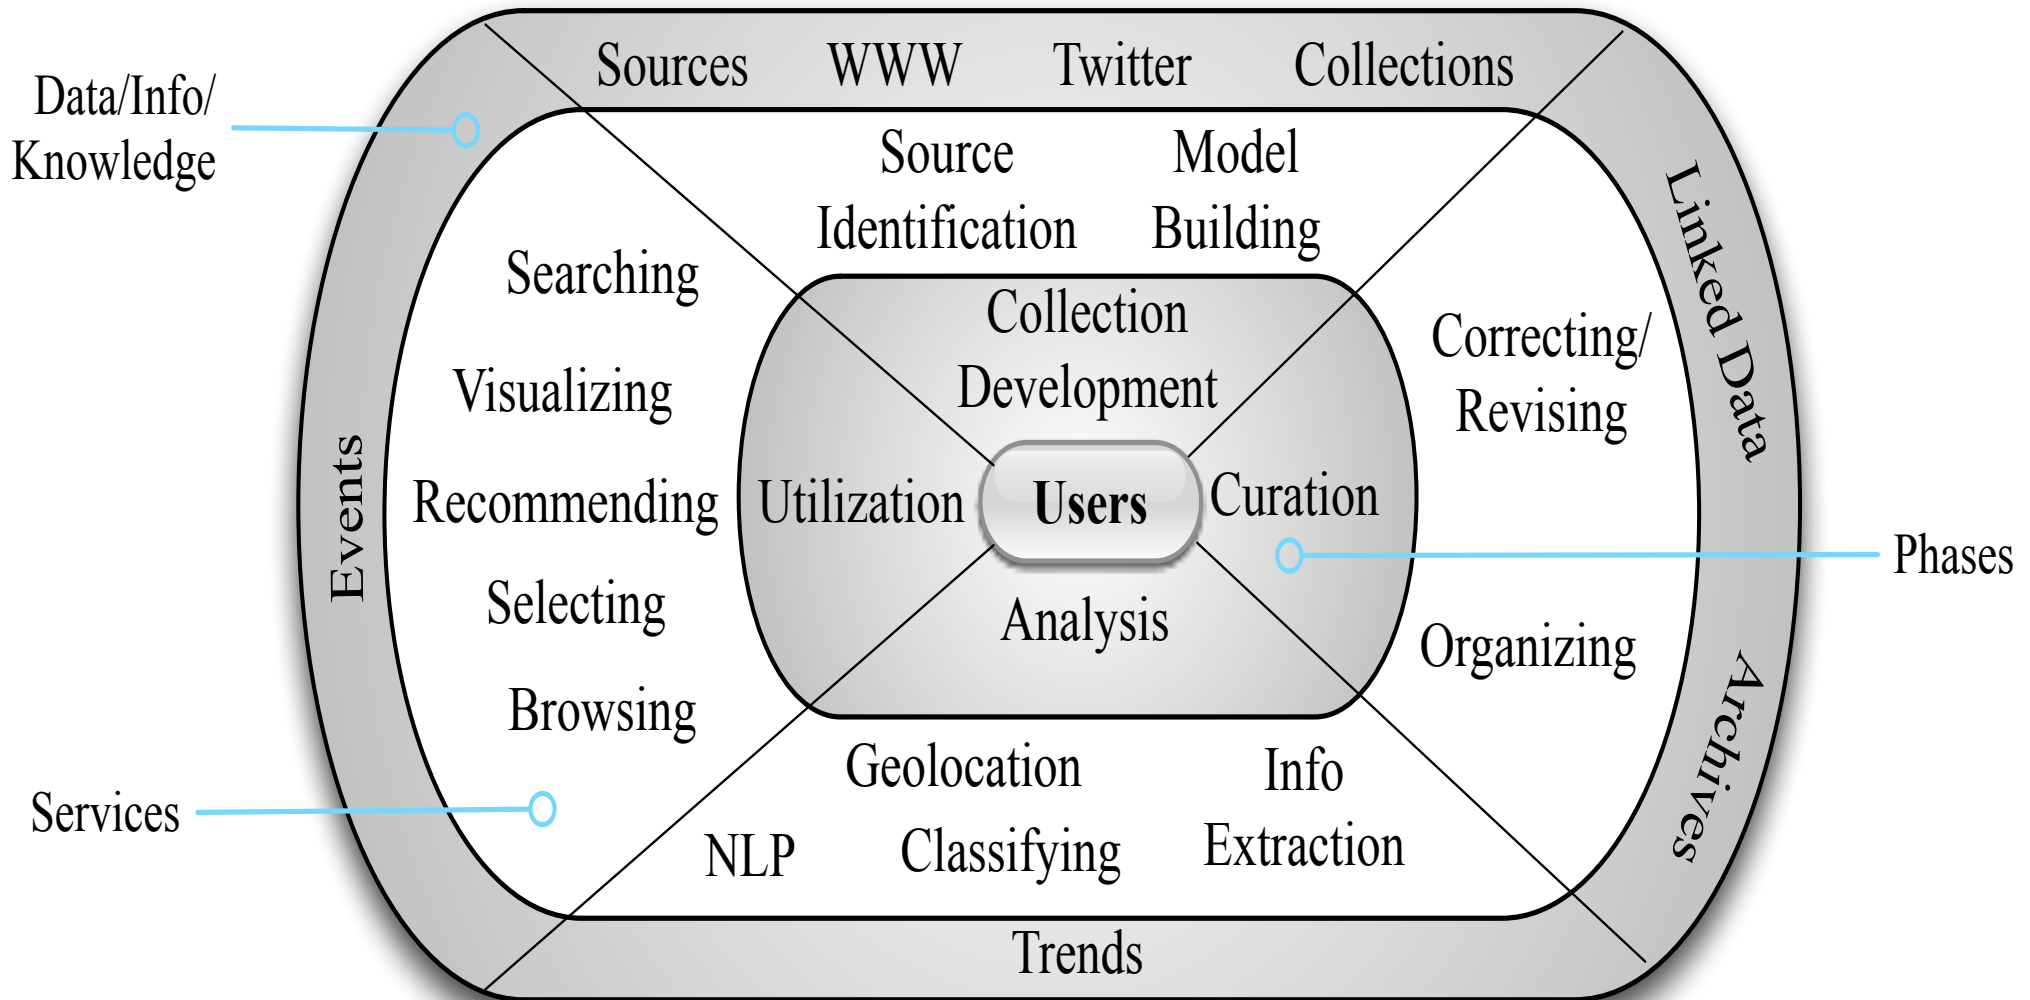 Sources WWW Twitter Collections
Data/Info/
Knowledge
Source
Identification
Model
Building
Linked Data
Searching
Visualizing
Recommending
Selecting
Browsing
Events
Collection
Development
Utilization
Users
Curation
Analysis
Correcting/
Revising
Organizing
Phases
Archives
Services
Geolocation
Info
Extraction
NLP
Classifying
Trends